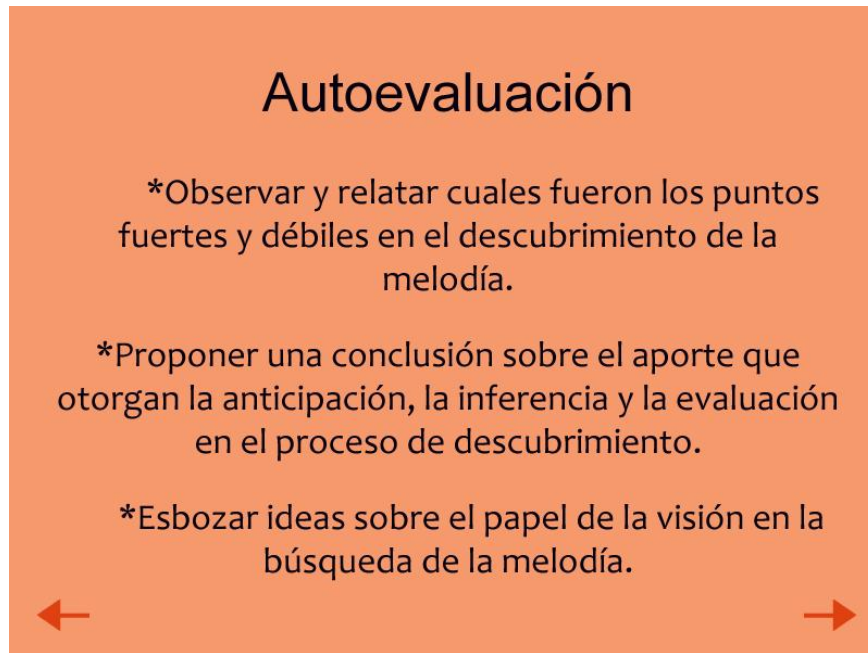 Autoevaluación
*Observar y relatar cuales fueron los puntos
fuertes y débiles en el descubrimiento de la
melodía.
*Proponer una conclusión sobre el aporte que
otorgan la anticipación, la inferencia y la evaluación
en el proceso de descubrimiento.
*Esbozar ideas sobre el papel de la visión en la
búsqueda de la melodía.